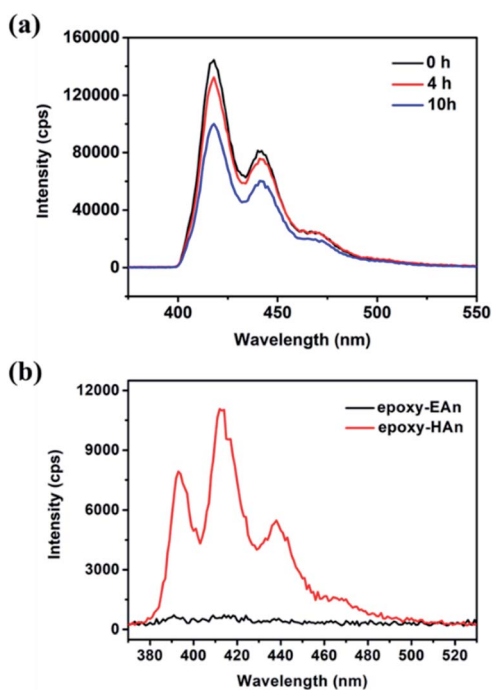 (a)
160000
120000
80000
40000
0
Intensity (cps)
0 h
4 h
10h
400
450
500
550
Wavelength (nm)
(b)
12000
9000
6000
3000
0
Intensity (cps)
epoxy-EAn
epoxy-HAn
380
400
420
440
460
480
500
520
Wavelength (nm)